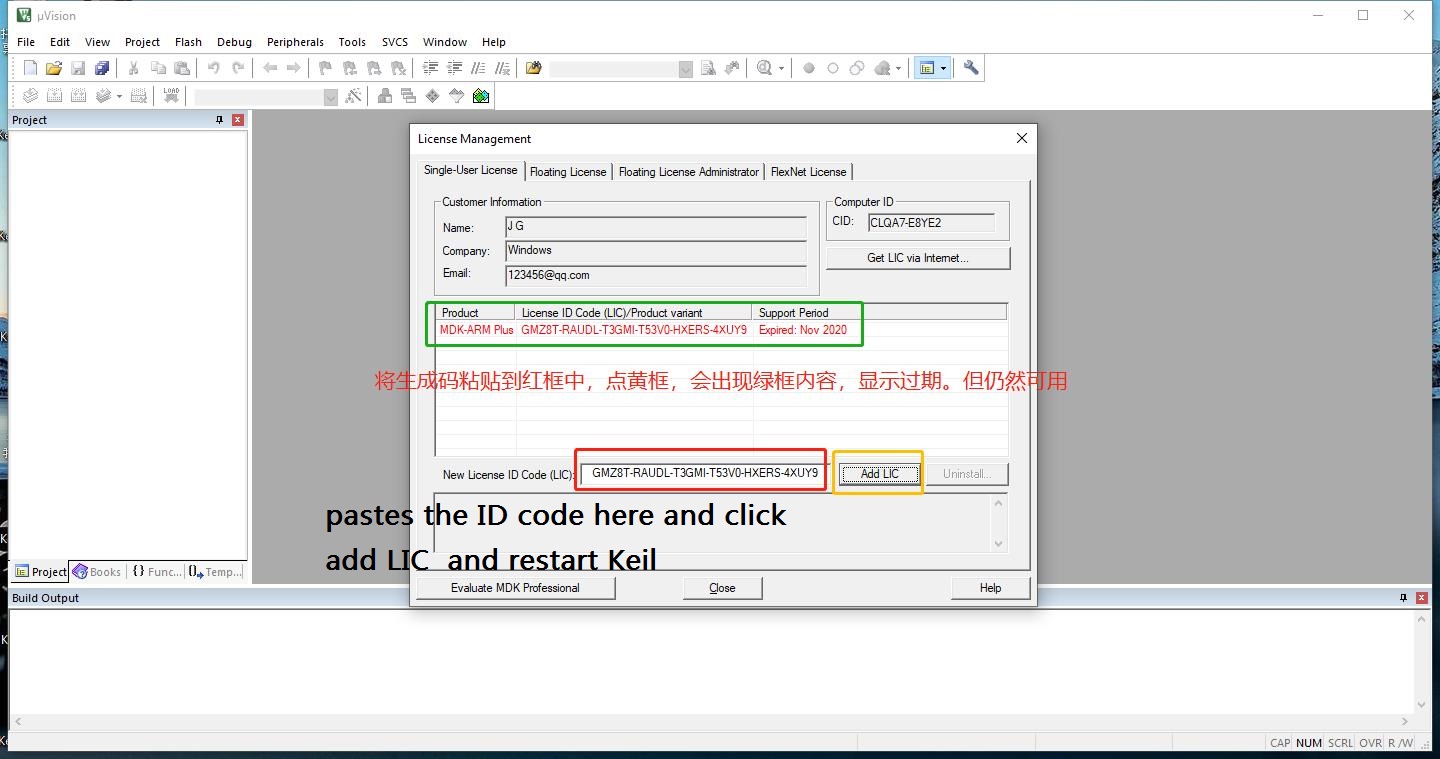 µVision
File Edit View Project Flash Debug Peripherals Tools SVCS Window Help
LOAD
Project
License Management
Single-User License Floating License Floating License Administrator FlexNet License
Customer Information
Name: J G
Company: Windows
Email: 123456@qq.com
Computer ID
CID: CLQA7-E8YE2
Get LIC via Internet...
Product License ID Code (LIC)/Product variant Support Period
MDK-ARM Plus GMZ8T-RAUDL-T3GMI-T53V0-HXERS-4XUY9 Expired: Nov 2020
将生成码粘贴到红框中，点黄框，会出现绿框内容，显示过期。但仍然可用
New License ID Code (LIC): GMZ8T-RAUDL-T3GMI-T53V0-HXERS-4XUY9 Add LIC Uninstall...
pastes the ID code here and click
add LIC and restart Keil
Evaluate MDK Professional Close Help
Project Books {} Func... Temp...
Build Output
CAP NUM SCRL OVR R/W